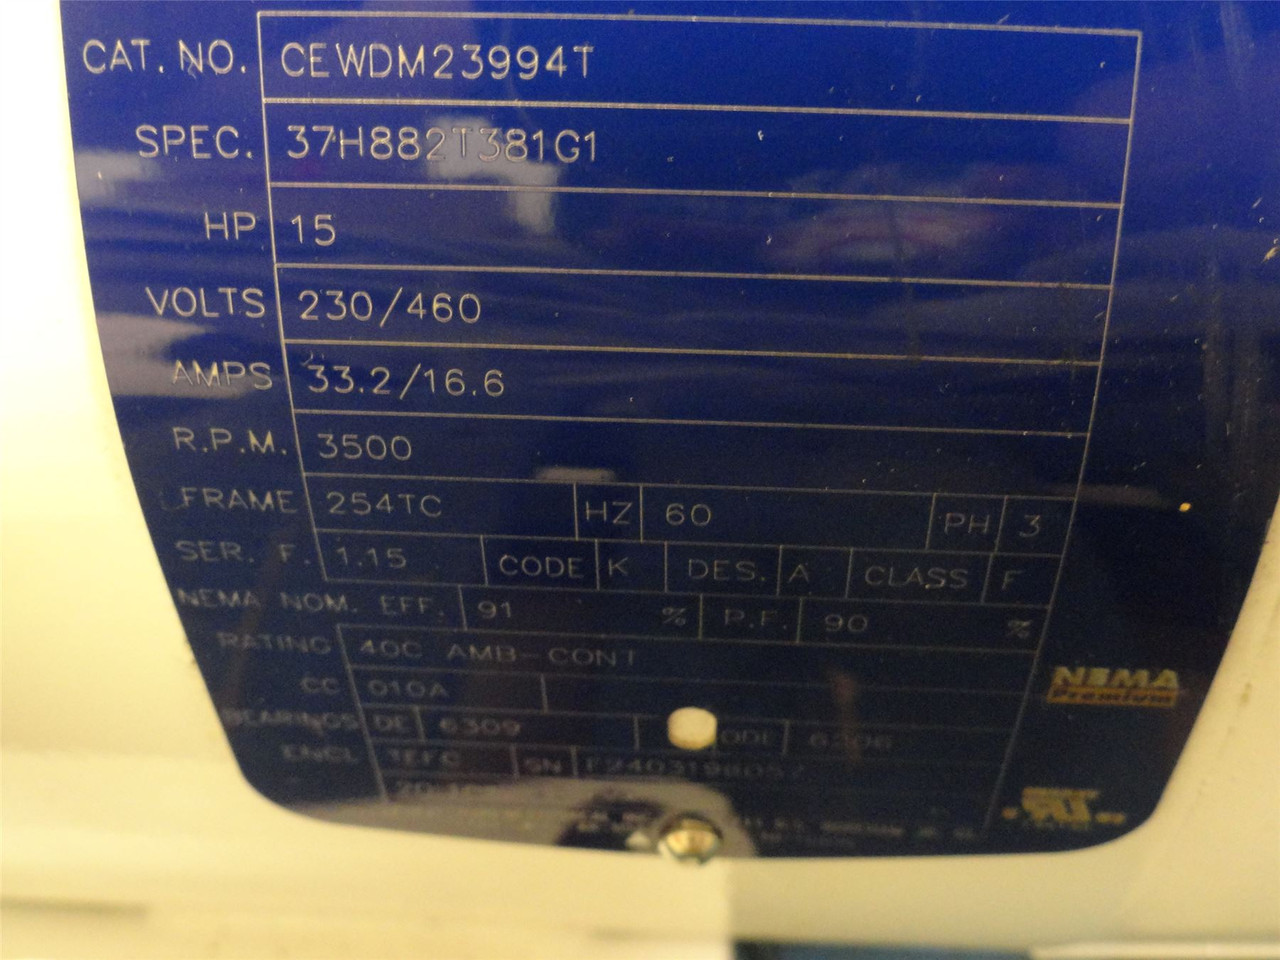 CAT. NO. CEWDM23994T
SPEC. 37H882T381G1
HP 15
VOLTS 230/460
AMPS 33.2/16.6
R.P.M. 3500
FRAME 254TC HZ 60 PH 3
SER. F. 1.15 CODE K DES. A CLASS F
NEMA NOM. EFF. 91 % P.F. 90 %
RATING 40C AMB-CONT
CC 010A
BEARINGS DE 6309 ODE
ENCL TEFC SN
NEMA
Premium